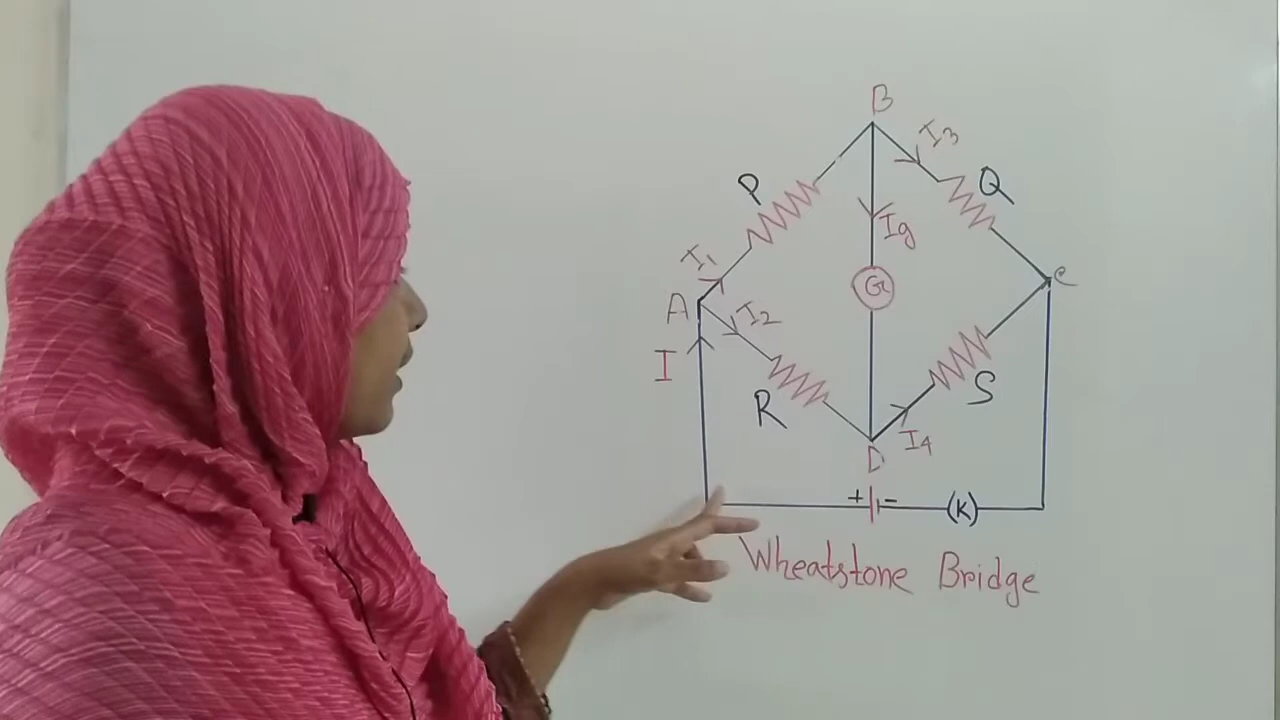 B
I3
P
Q
Ig
I1
G
C
A
I2
I
R
S
I4
D
+ -
(K)
Wheatstone Bridge